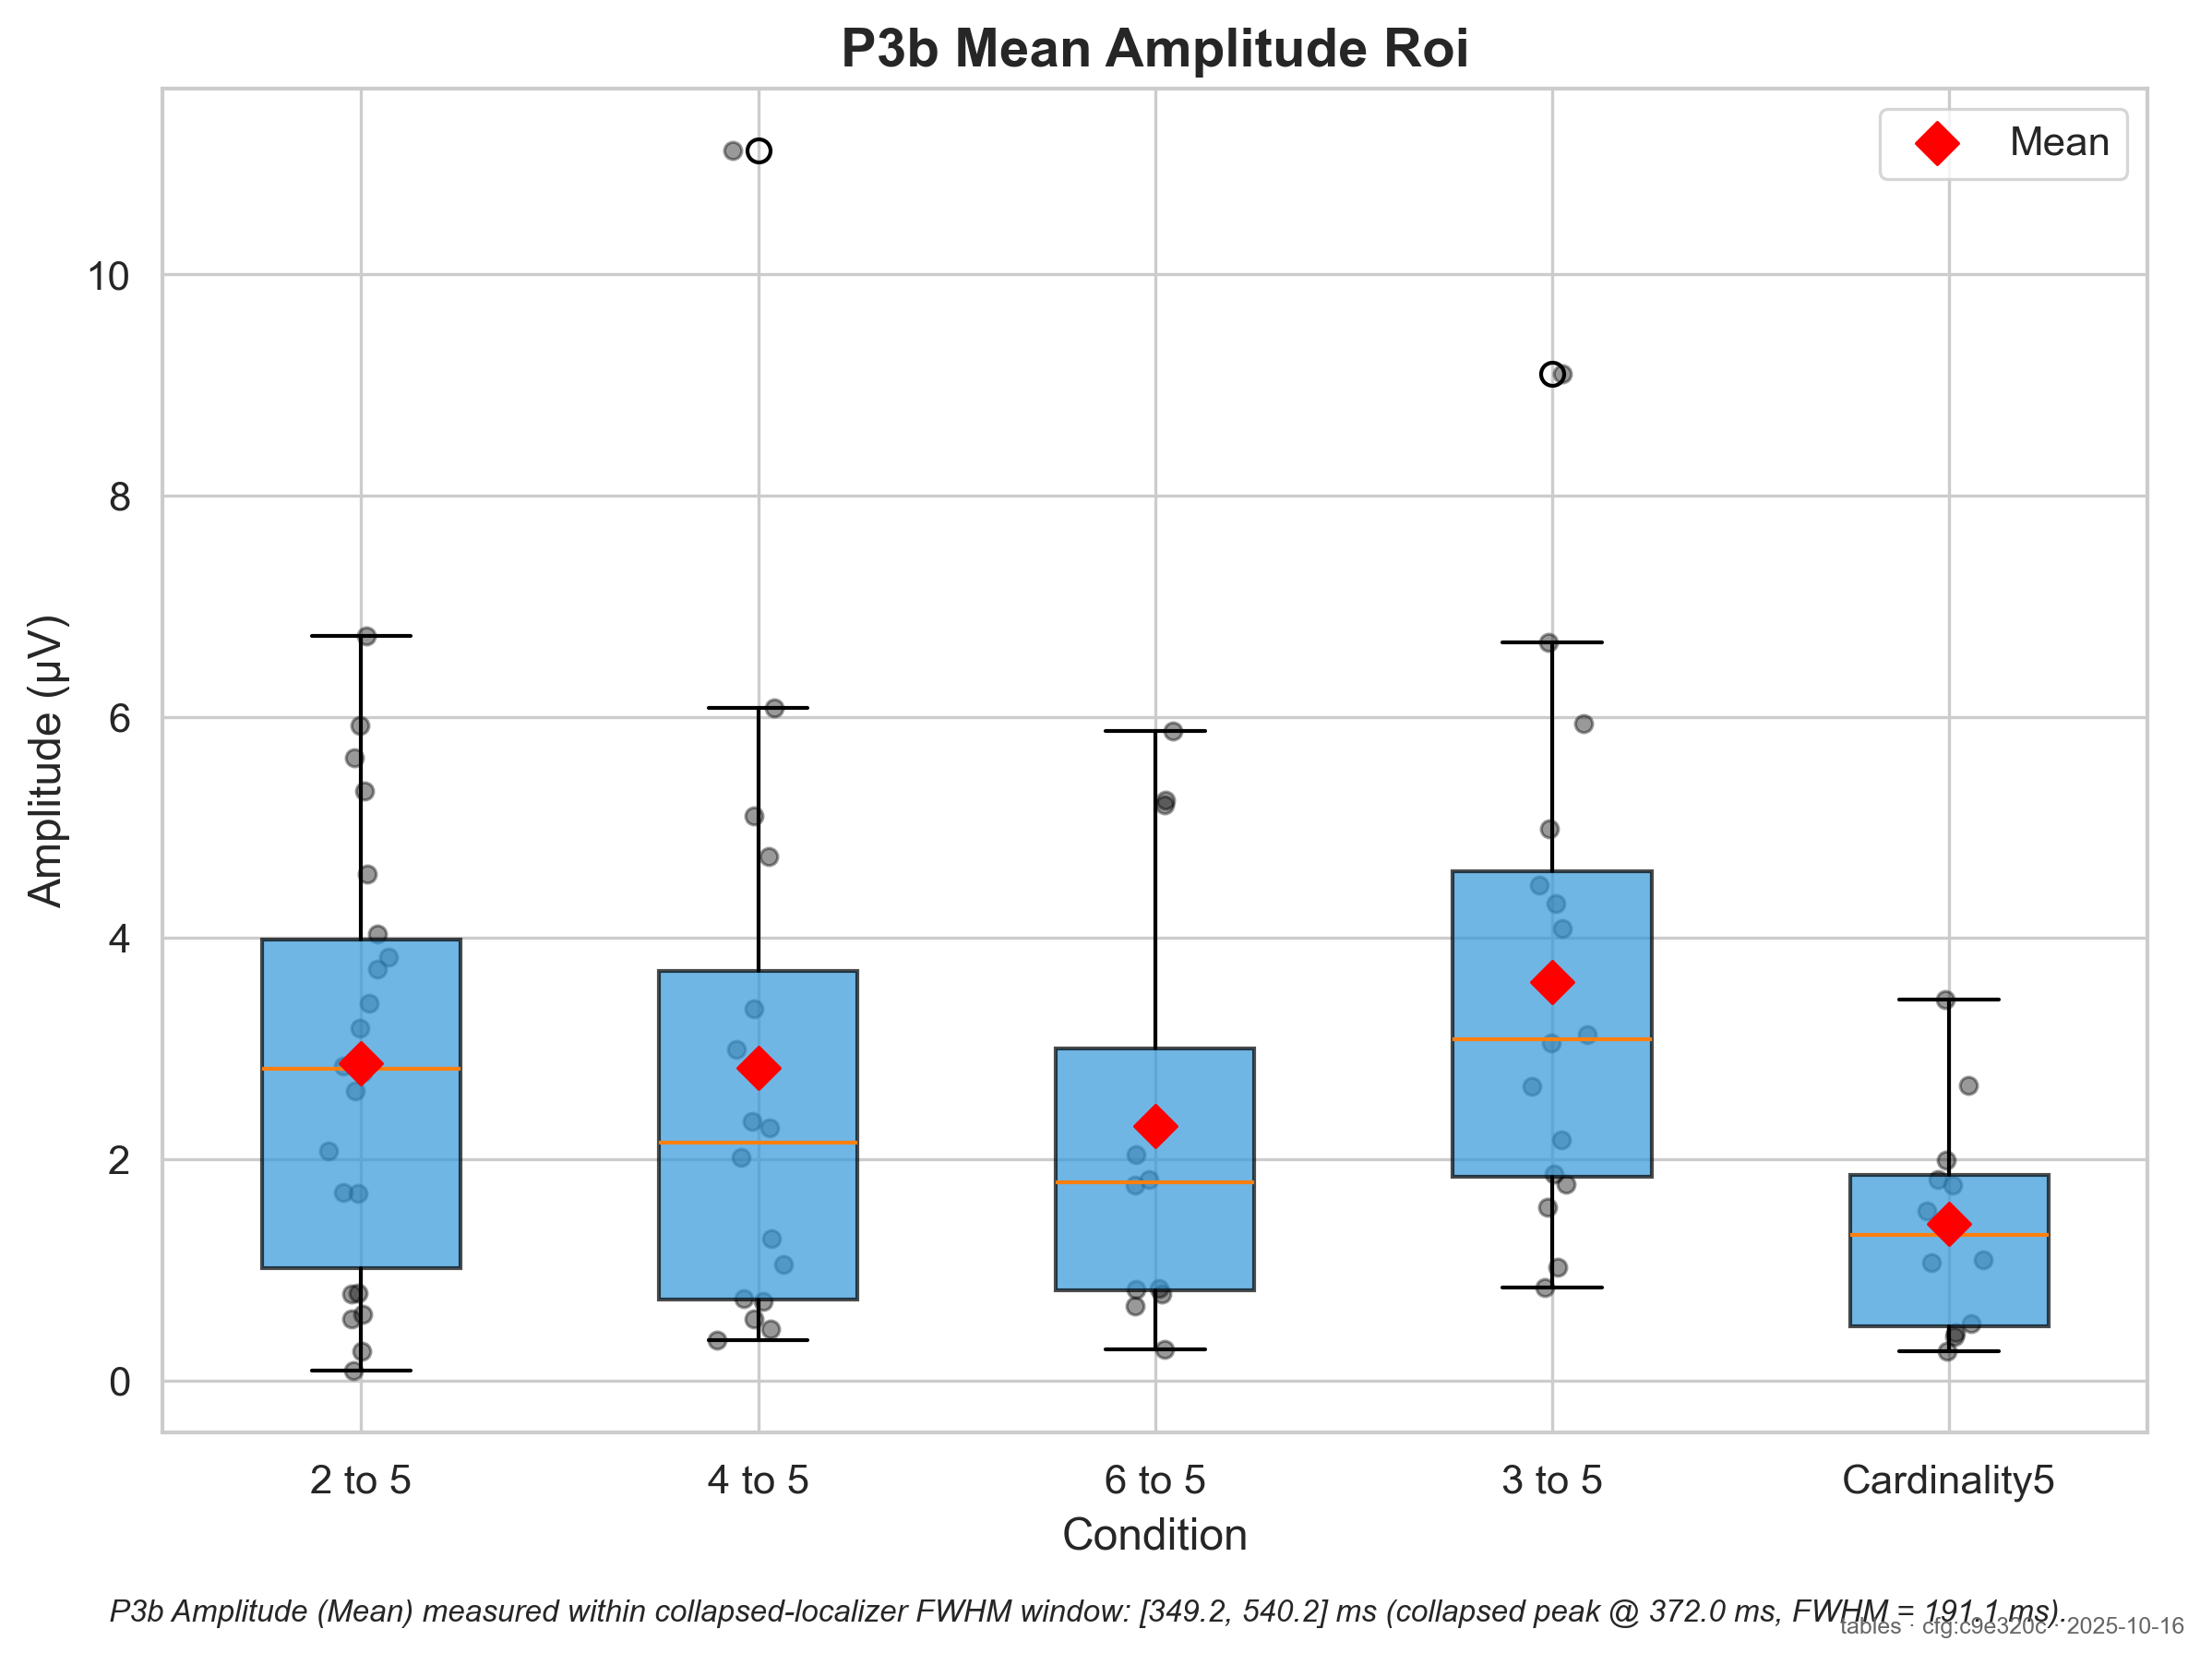 P3b Mean Amplitude Roi
Mean
Amplitude (µV)
10
8
6
4
2
0
2 to 5
4 to 5
6 to 5
3 to 5
Cardinality5
Condition
P3b Amplitude (Mean) measured within collapsed-localizer FWHM window: [349.2, 540.2] ms (collapsed peak @ 372.0 ms, FWHM = 191.1 ms).
tables · cfg:c9e320c · 2025-10-16